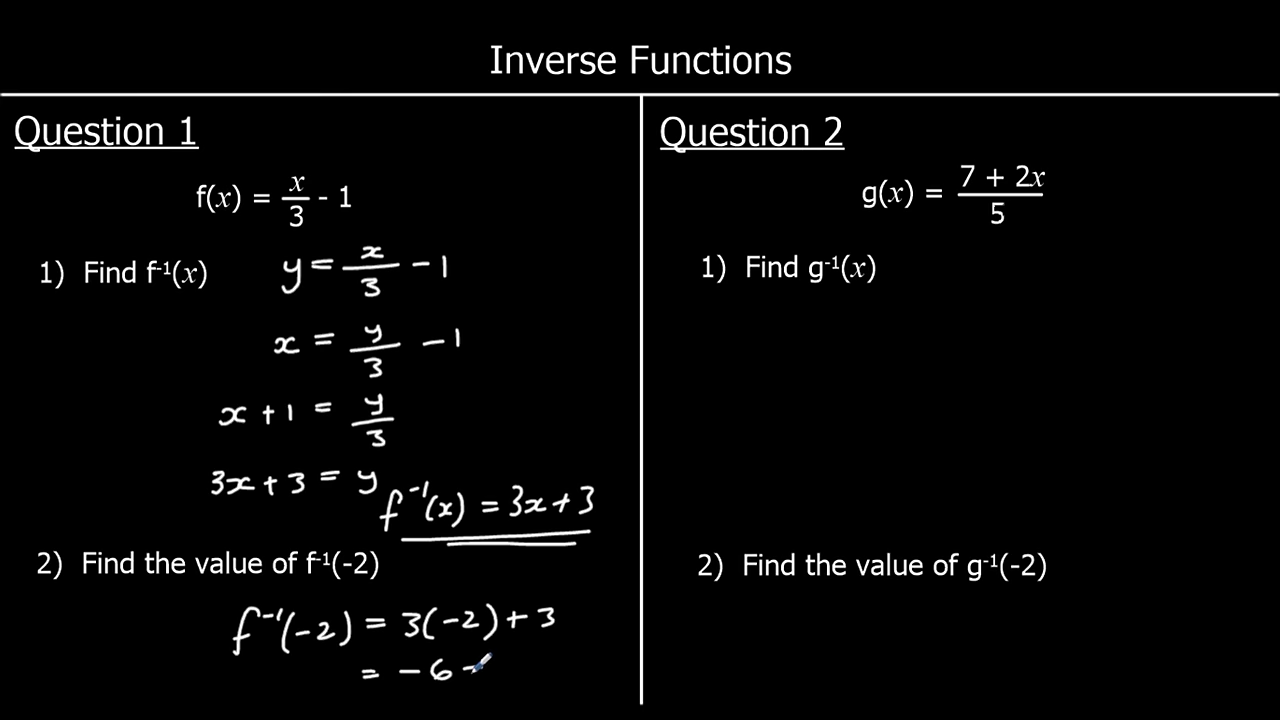 Inverse Functions
Question 1
f(x) = x/3 - 1
1) Find f⁻¹(x)
y = x/3 - 1
x = y/3 - 1
x + 1 = y/3
3x + 3 = y
f⁻¹(x) = 3x + 3
2) Find the value of f⁻¹(-2)
f⁻¹(-2) = 3(-2) + 3
= -6 -
Question 2
g(x) = (7 + 2x)/5
1) Find g⁻¹(x)
2) Find the value of g⁻¹(-2)